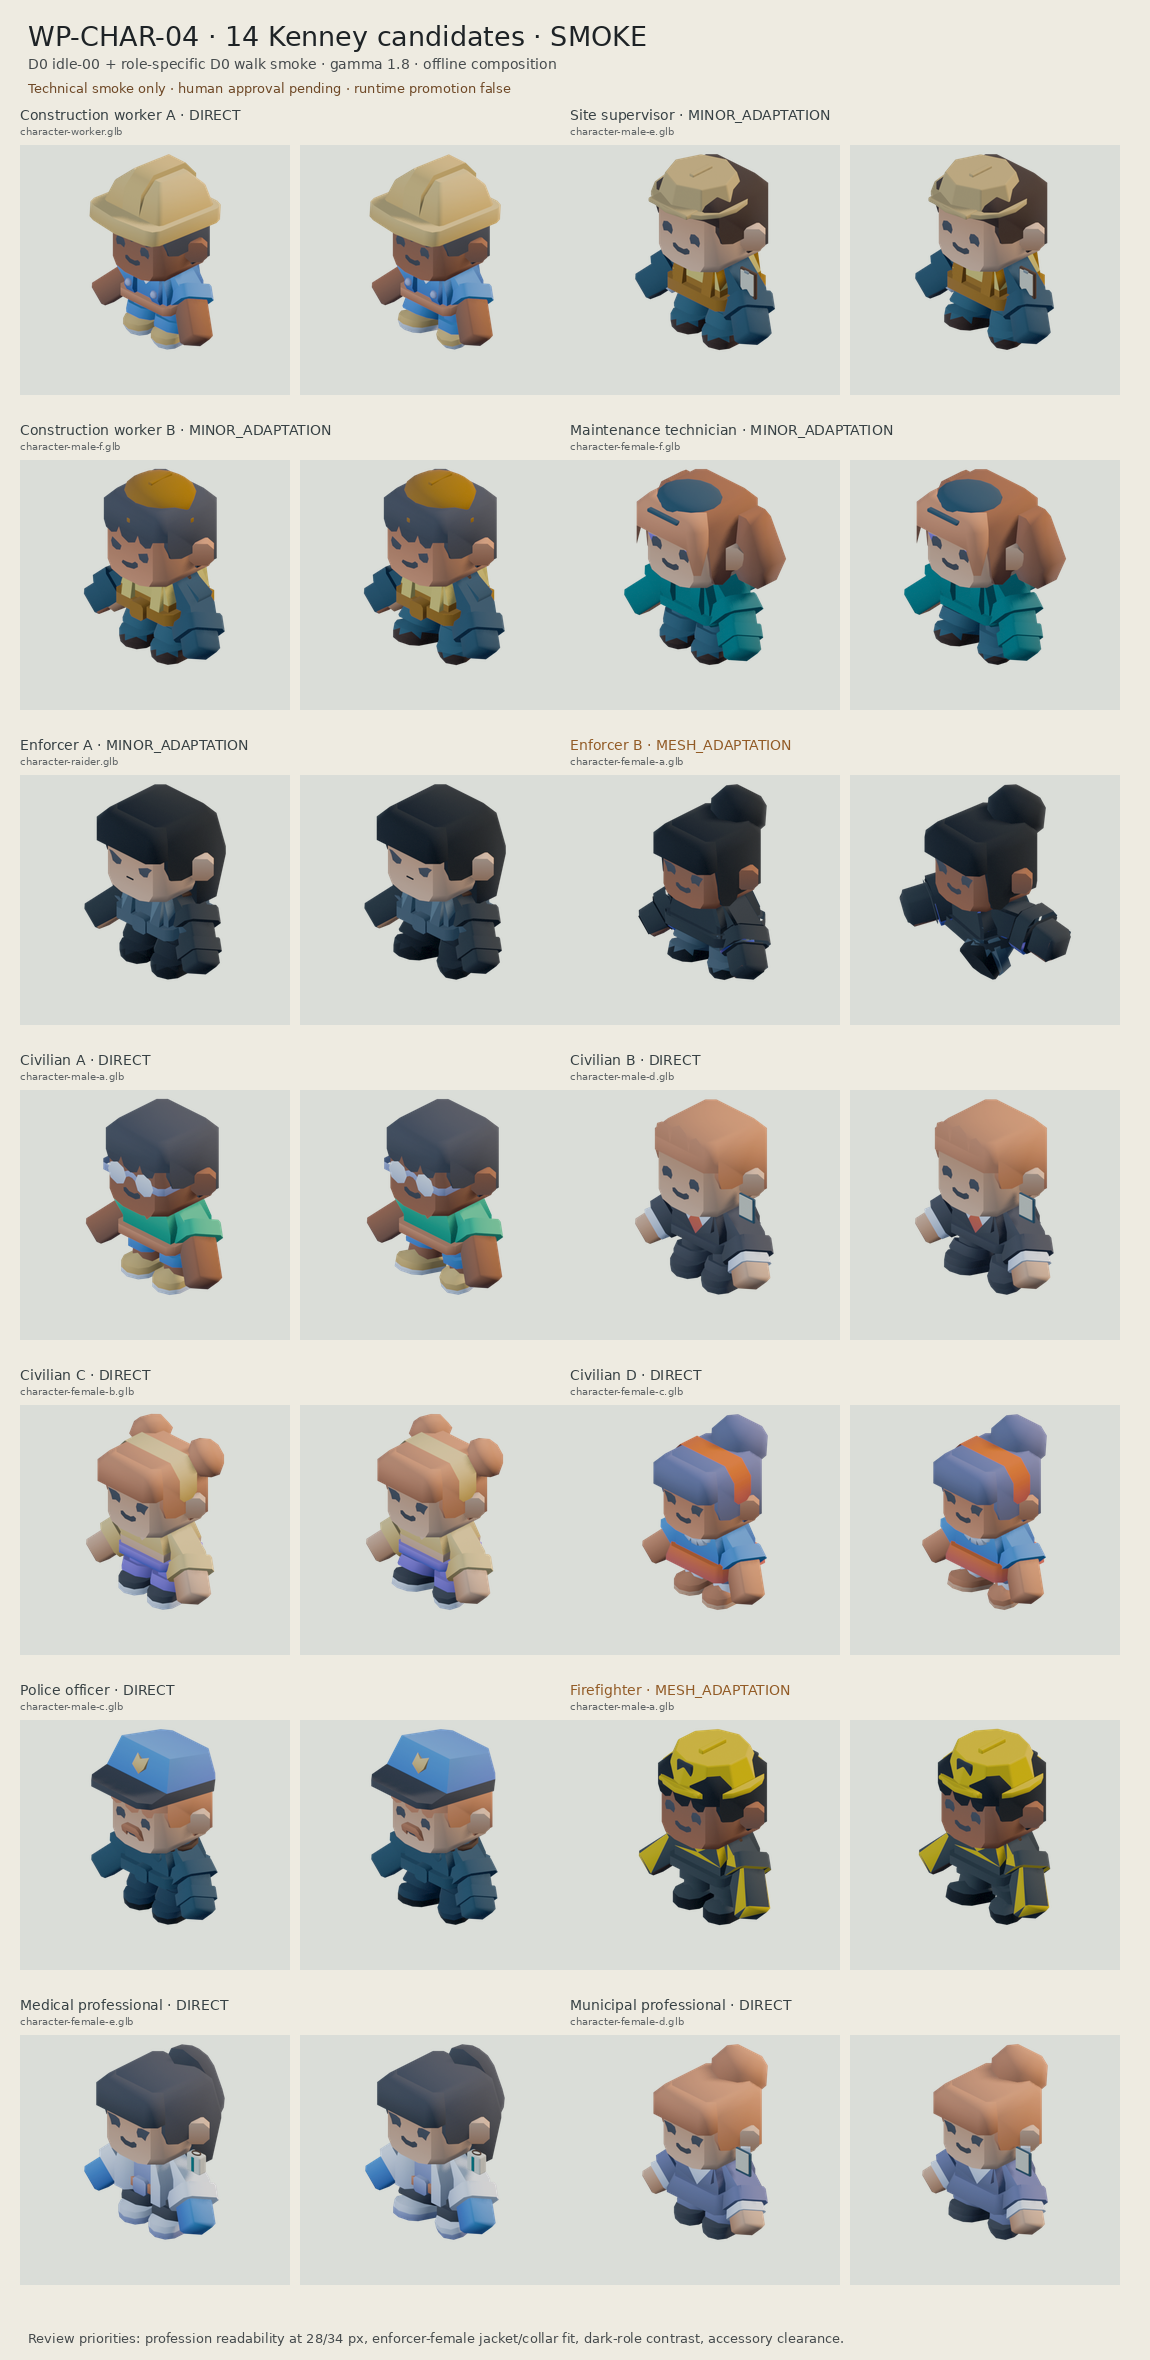 WP-CHAR-04 · 14 Kenney candidates · SMOKE
D0 idle-00 + role-specific D0 walk smoke · gamma 1.8 · offline composition
Technical smoke only · human approval pending · runtime promotion false
Construction worker A · DIRECT
character-worker.glb
Site supervisor · MINOR_ADAPTATION
character-male-e.glb
Construction worker B · MINOR_ADAPTATION
character-male-f.glb
Maintenance technician · MINOR_ADAPTATION
character-female-f.glb
Enforcer A · MINOR_ADAPTATION
character-raider.glb
Enforcer B · MESH_ADAPTATION
character-female-a.glb
Civilian A · DIRECT
character-male-a.glb
Civilian B · DIRECT
character-male-d.glb
Civilian C · DIRECT
character-female-b.glb
Civilian D · DIRECT
character-female-c.glb
Police officer · DIRECT
character-male-c.glb
Firefighter · MESH_ADAPTATION
character-male-a.glb
Medical professional · DIRECT
character-female-e.glb
Municipal professional · DIRECT
character-female-d.glb
Review priorities: profession readability at 28/34 px, enforcer-female jacket/collar fit, dark-role contrast, accessory clearance.